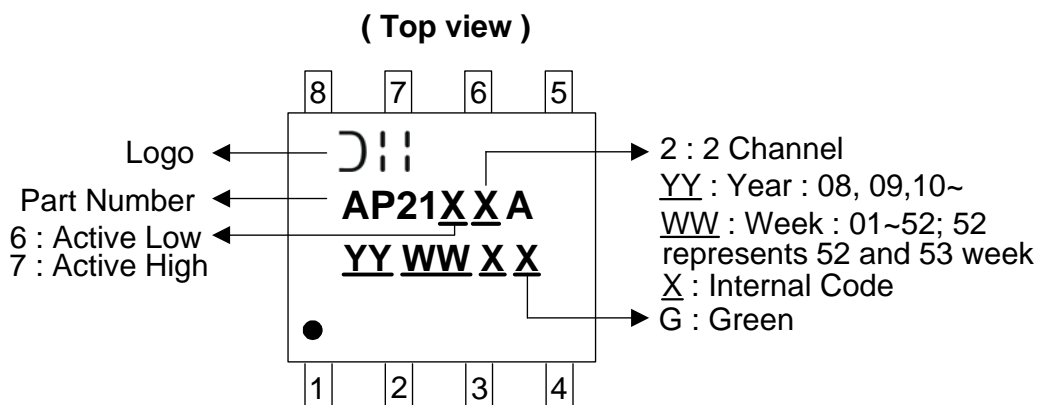 ( Top view )
8 7 6 5
Logo
Part Number
6 : Active Low
7 : Active High
AP21X X A
YY WW X X
2 : 2 Channel
YY : Year : 08, 09,10~
WW : Week : 01~52; 52
represents 52 and 53 week
X : Internal Code
G : Green
1 2 3 4